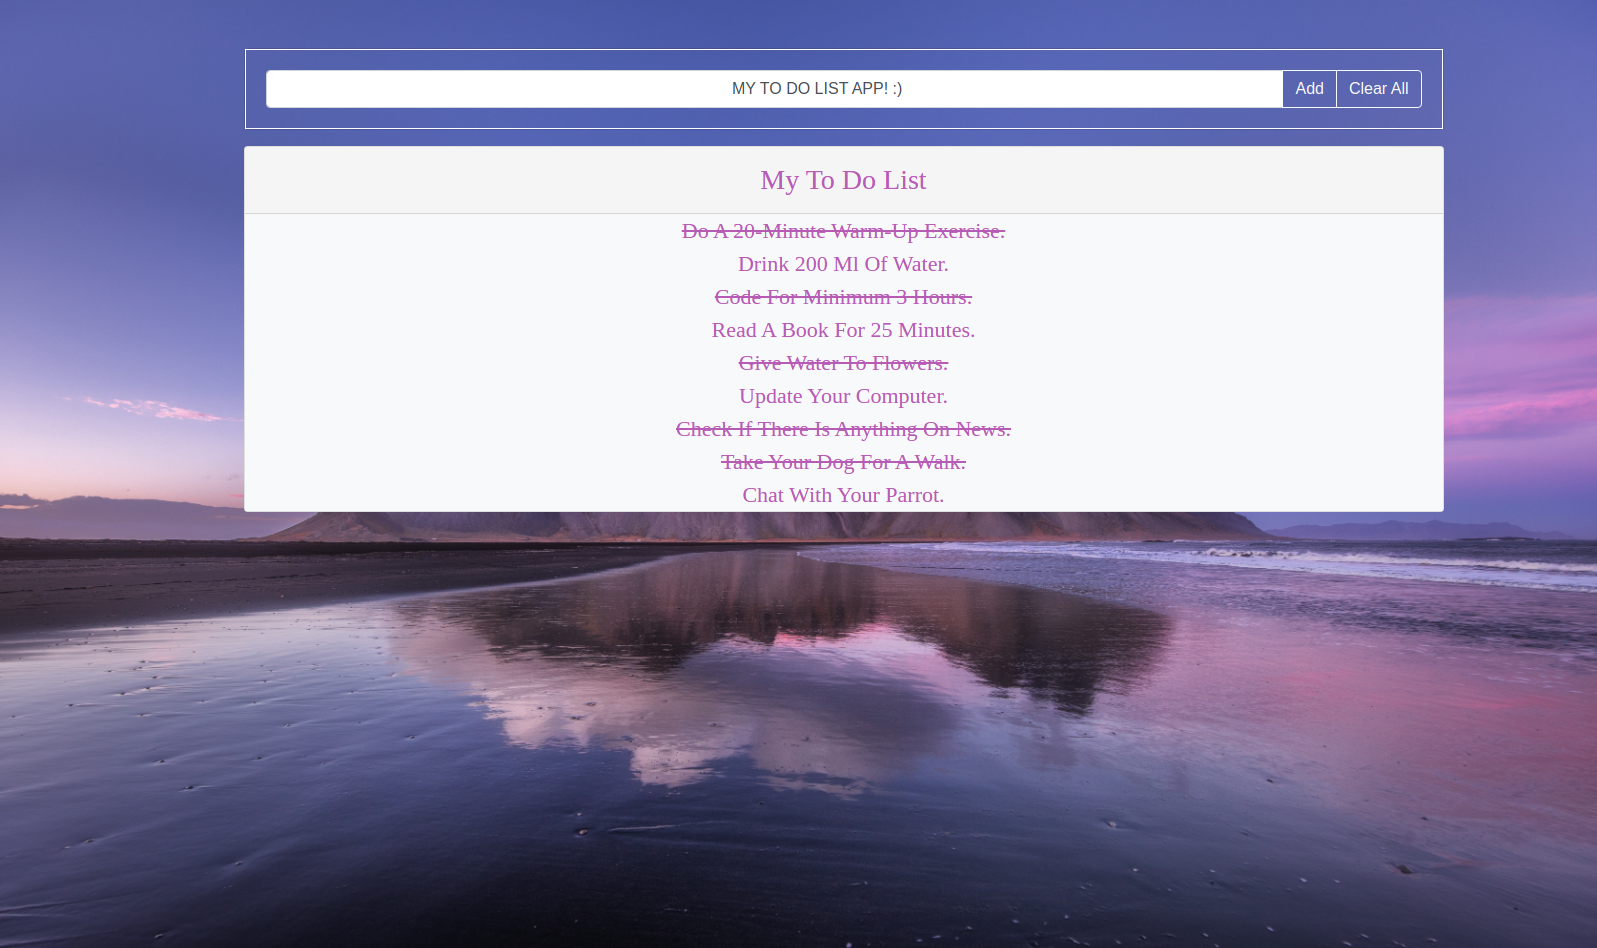 MY TO DO LIST APP! :) Add Clear All
My To Do List
Do A 20-Minute Warm-Up Exercise.
Drink 200 Ml Of Water.
Code For Minimum 3 Hours.
Read A Book For 25 Minutes.
Give Water To Flowers.
Update Your Computer.
Check If There Is Anything On News.
Take Your Dog For A Walk.
Chat With Your Parrot.